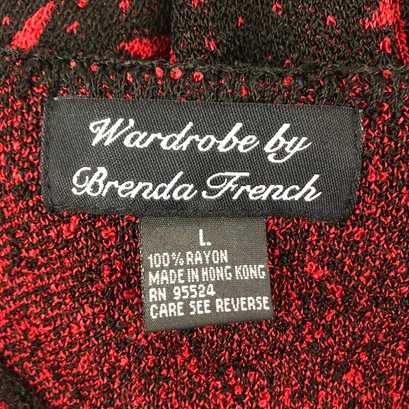 Wardrobe by
Brenda French
L
100% RAYON
MADE IN HONG KONG
RN 95524
CARE SEE REVERSE